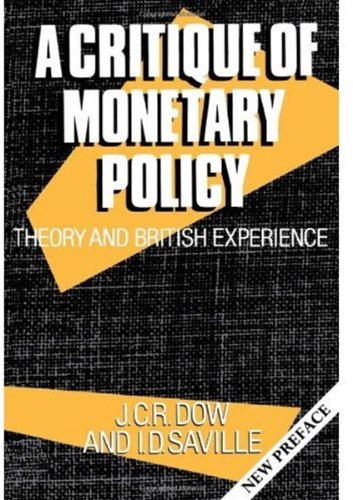 A CRITIQUE OF
MONETARY
POLICY
THEORY AND BRITISH EXPERIENCE
J.C.R. DOW
AND I.D. SAVILLE
NEW PREFACE